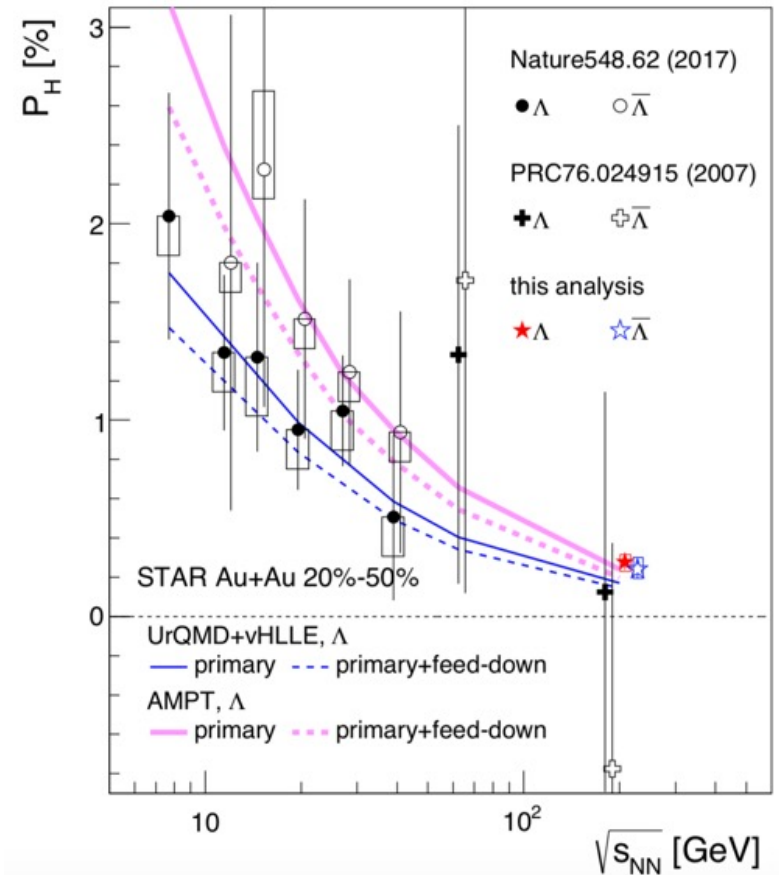 P_H [%]
3
2
1
0
Nature548.62 (2017)
Λ Λ̅
PRC76.024915 (2007)
Λ Λ̅
this analysis
Λ Λ̅
STAR Au+Au 20%-50%
UrQMD+vHLLE, Λ
primary primary+feed-down
AMPT, Λ
primary primary+feed-down
10 10²
√s_NN [GeV]